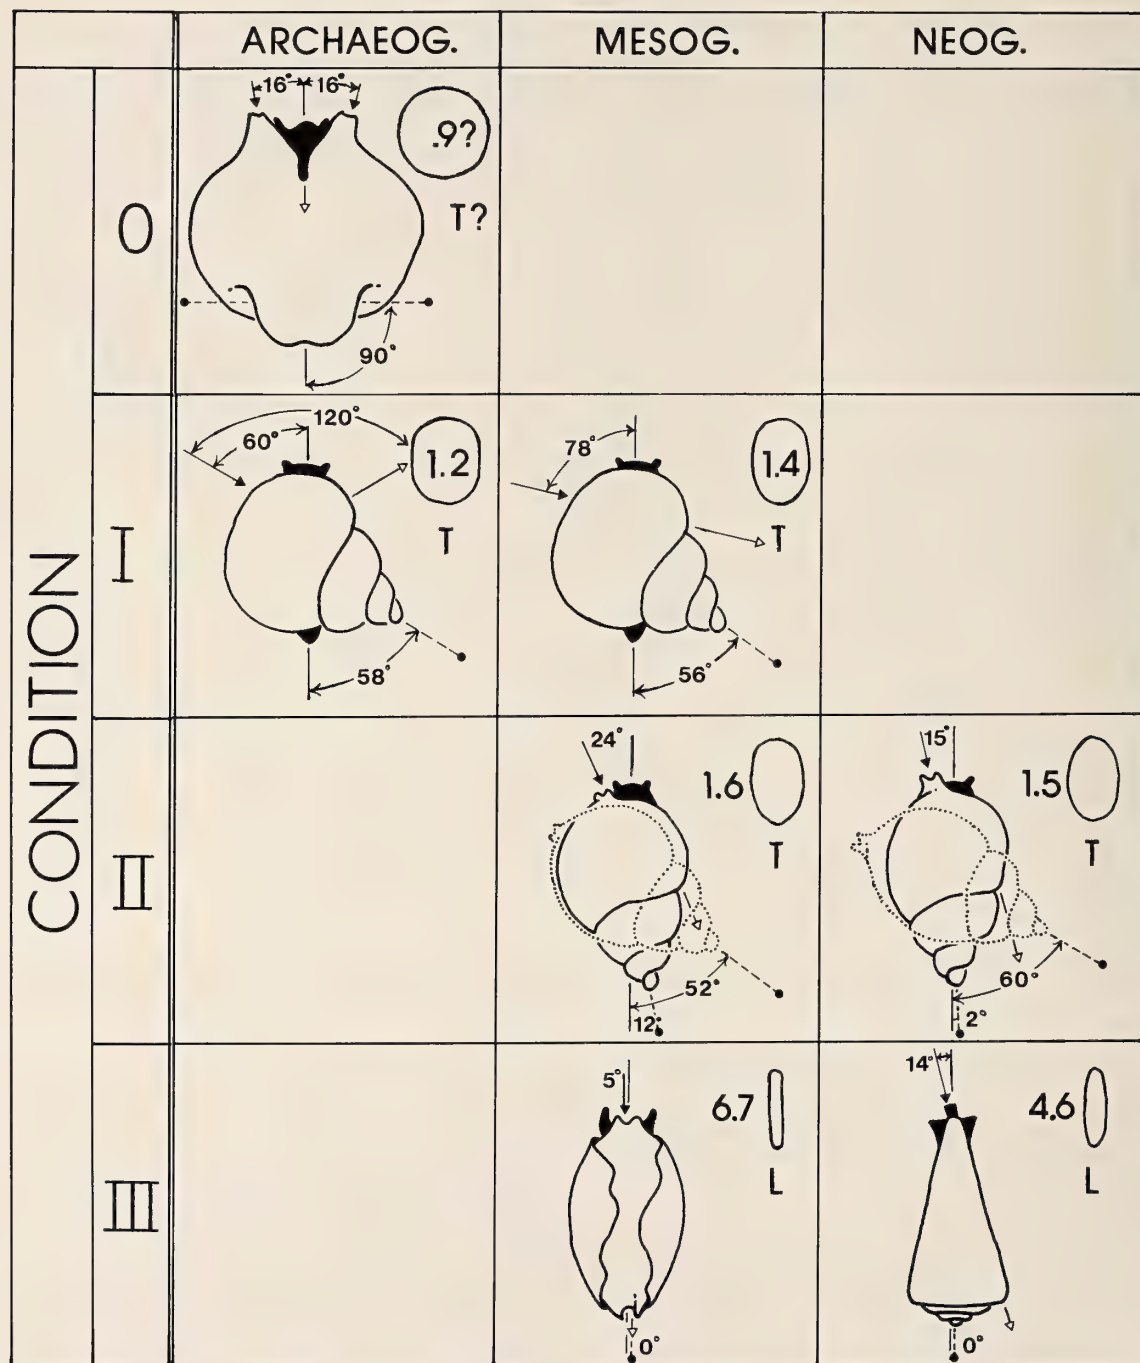 ARCHAEOG. MESOG. NEOG.
CONDITION
0
16° 16°
.9?
T?
90°
I
120°
60°
1.2
T
58°
78°
1.4
T
56°
II
24°
1.6
T
52°
12°
15°
1.5
T
60°
2°
III
5°
6.7
L
0°
14°
4.6
L
0°